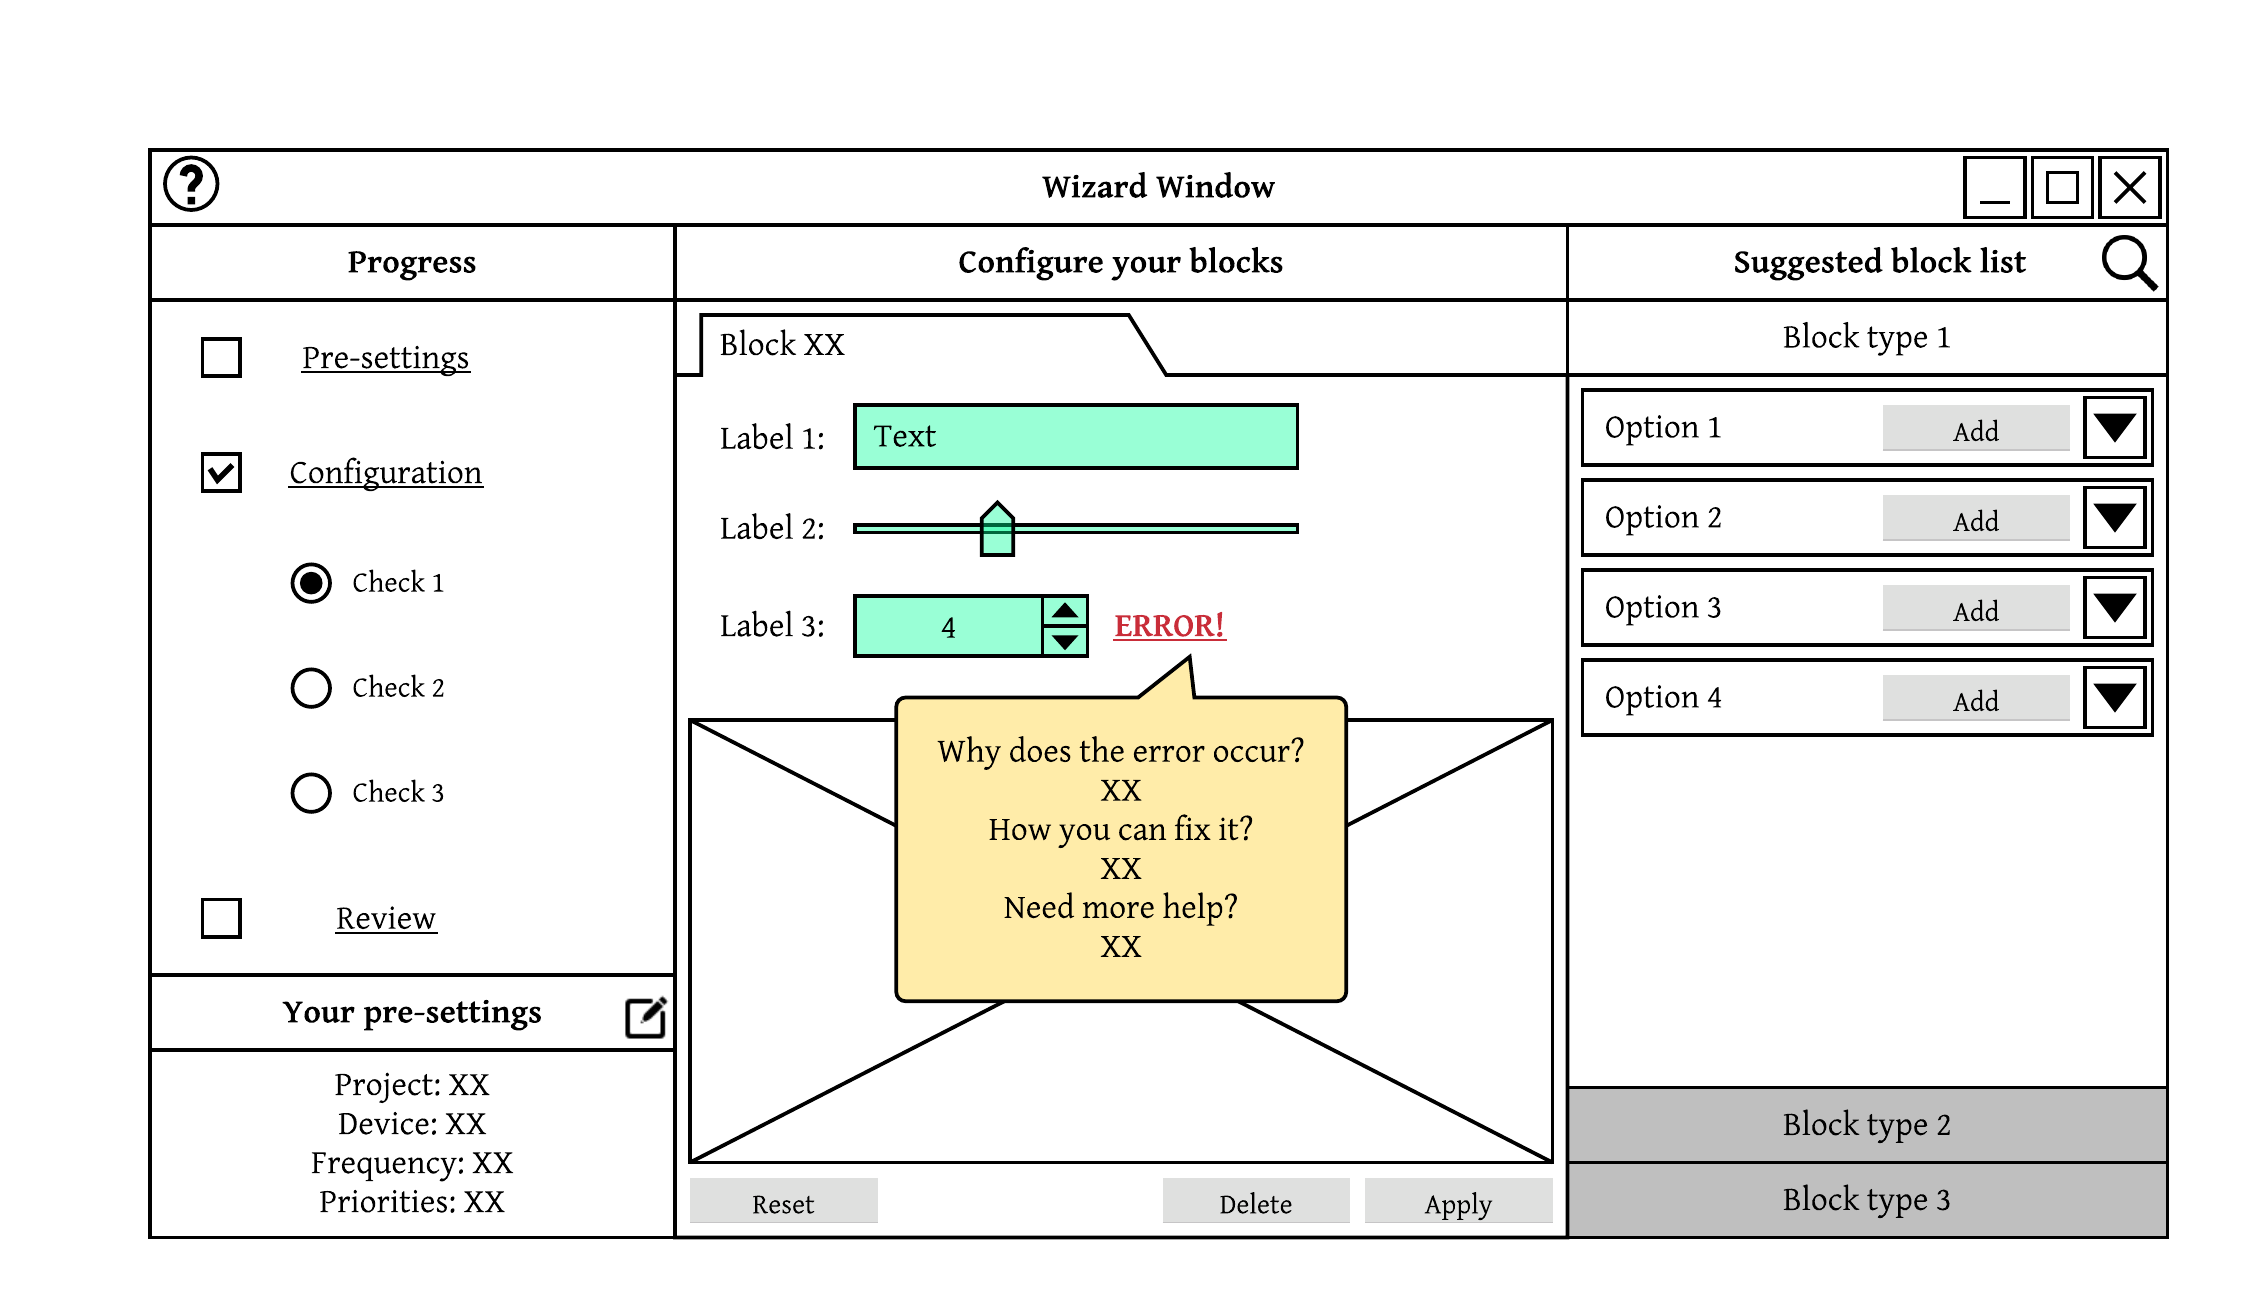 ?
Wizard Window
Progress
Configure your blocks
Suggested block list
Pre-settings
Configuration
Check 1
Check 2
Check 3
Review
Your pre-settings
Project: XX
Device: XX
Frequency: XX
Priorities: XX
Block XX
Label 1:
Text
Label 2:
Label 3:
4
ERROR!
Why does the error occur?
XX
How you can fix it?
XX
Need more help?
XX
Reset
Delete
Apply
Block type 1
Option 1
Add
Option 2
Add
Option 3
Add
Option 4
Add
Block type 2
Block type 3